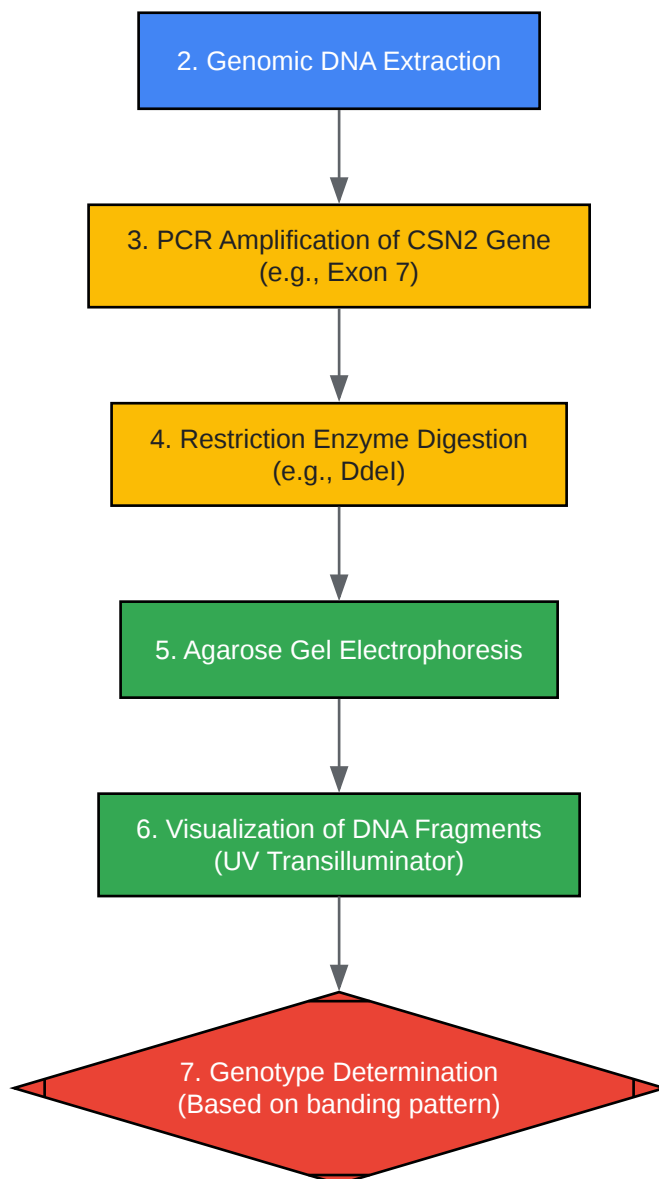 2. Genomic DNA Extraction
3. PCR Amplification of CSN2 Gene
(e.g., Exon 7)
4. Restriction Enzyme Digestion
(e.g., DdeI)
5. Agarose Gel Electrophoresis
6. Visualization of DNA Fragments
(UV Transilluminator)
7. Genotype Determination
(Based on banding pattern)